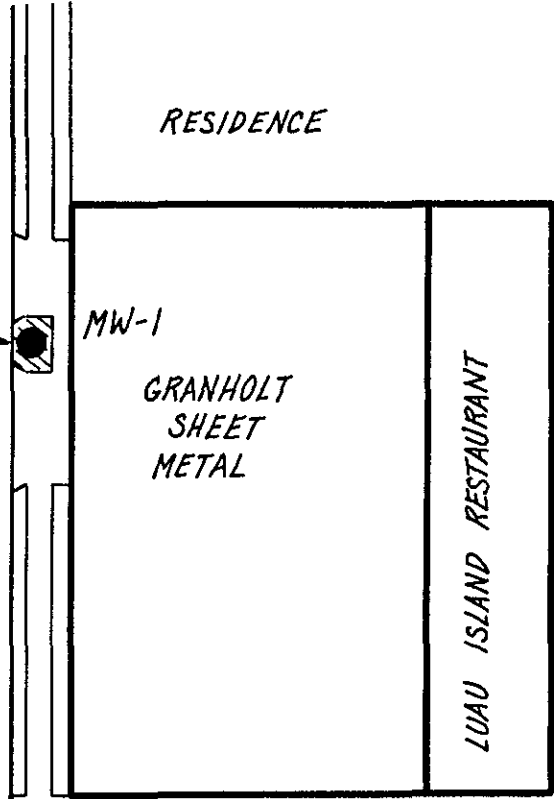 RESIDENCE
MW-1
GRANHOLT
SHEET
METAL
LUAU ISLAND RESTAURANT